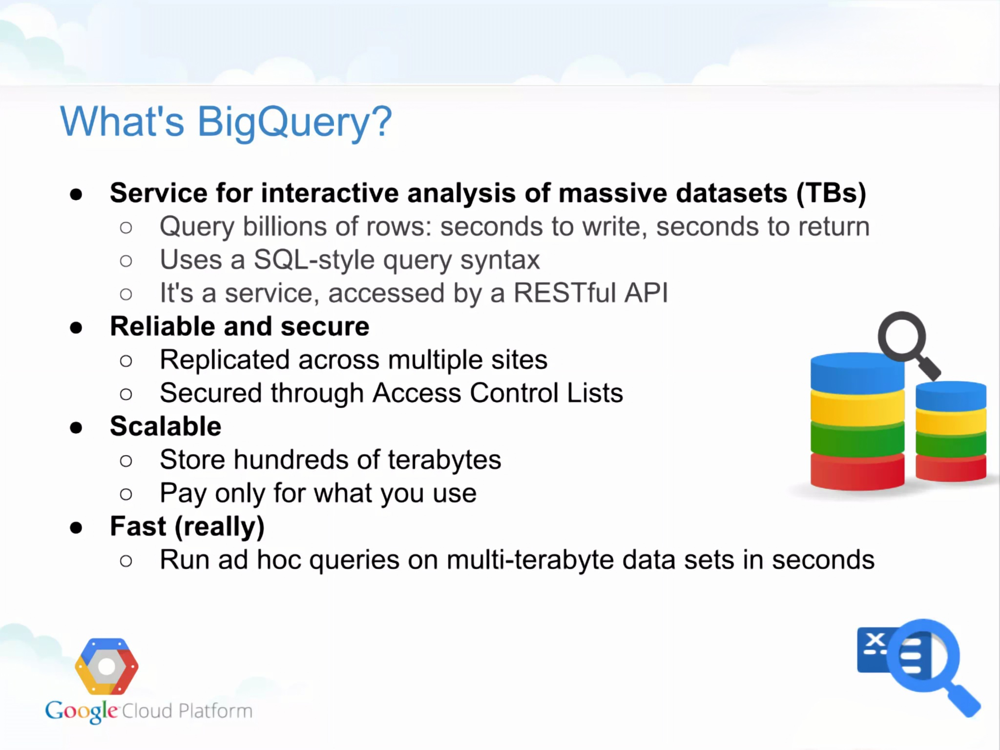 What's BigQuery?
● Service for interactive analysis of massive datasets (TBs)
○ Query billions of rows: seconds to write, seconds to return
○ Uses a SQL-style query syntax
○ It's a service, accessed by a RESTful API
● Reliable and secure
○ Replicated across multiple sites
○ Secured through Access Control Lists
● Scalable
○ Store hundreds of terabytes
○ Pay only for what you use
● Fast (really)
○ Run ad hoc queries on multi-terabyte data sets in seconds
X
Google Cloud Platform